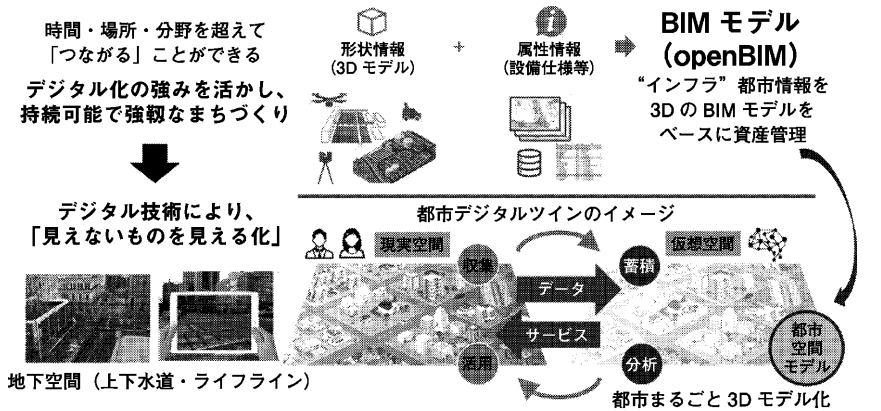 時間・場所・分野を超えて
「つながる」ことができる
デジタル化の強みを活かし、
持続可能で強靱なまちづくり
デジタル技術により、
「見えないものを見える化」
地下空間（上下水道・ライフライン）
形状情報
（3D モデル）
+
属性情報
（設備仕様等）
BIM モデル
（openBIM）
“インフラ” 都市情報を
3D の BIM モデルを
ベースに資産管理
都市デジタルツインのイメージ
現実空間
収集
蓄積
仮想空間
データ
サービス
活用
分析
都市
空間
モデル
都市まるごと 3D モデル化